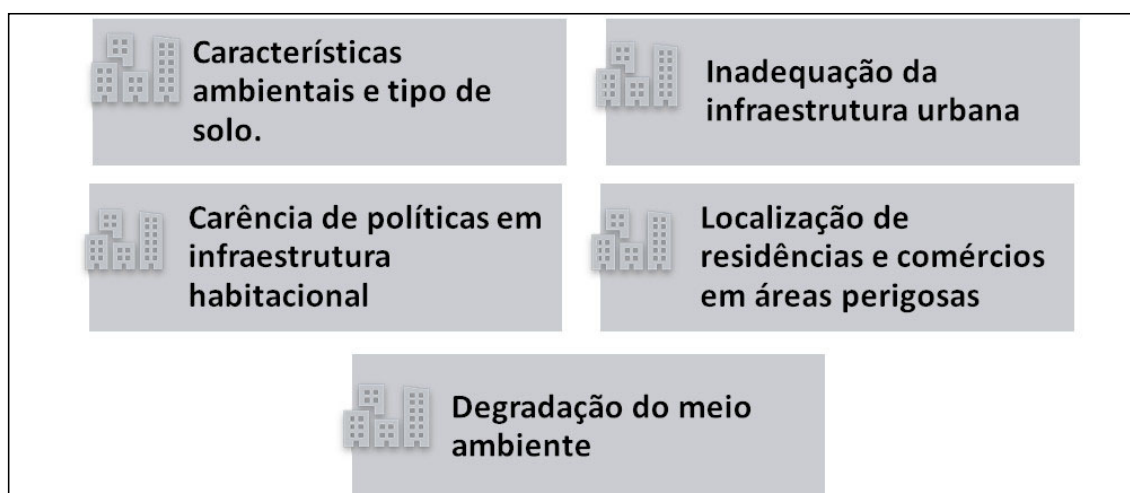 Características
ambientais e tipo de
solo.
Inadequação da
infraestrutura urbana
Carência de políticas em
infraestrutura
habitacional
Localização de
residências e comércios
em áreas perigosas
Degradação do meio
ambiente